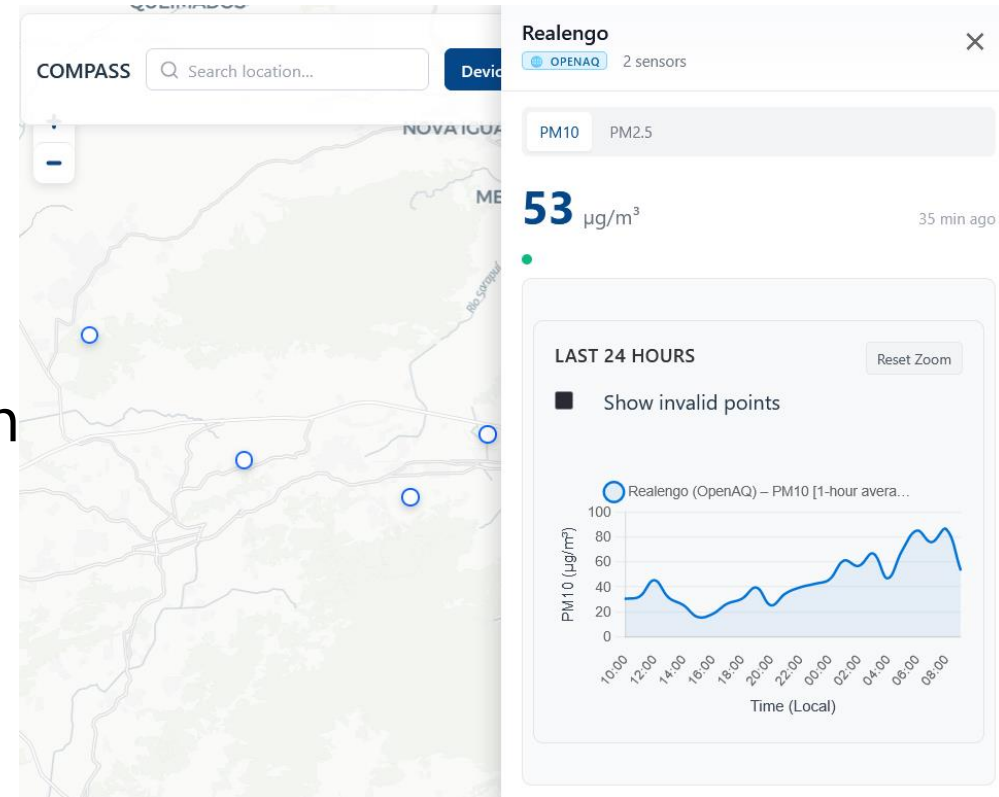 COMPASS
Search location...
NOVA IGUA
ME
Rio Sarapuí
n
Realengo
OPENAQ 2 sensors
PM10 PM2.5
53 µg/m³
35 min ago
LAST 24 HOURS
Reset Zoom
Show invalid points
Realengo (OpenAQ) – PM10 [1-hour avera…
PM10 (µg/m³)
100
80
60
40
20
0
10:00 12:00 14:00 16:00 18:00 20:00 22:00 00:00 02:00 04:00 06:00 08:00
Time (Local)